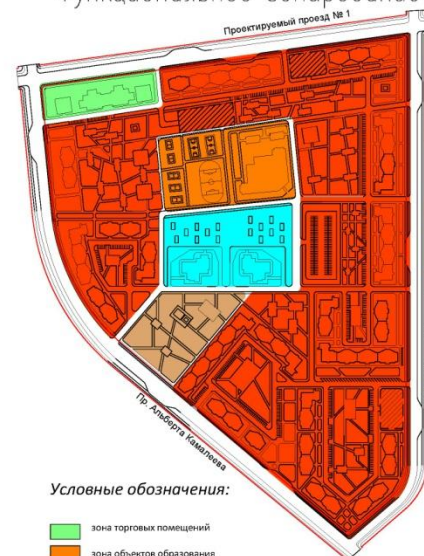 Функциональное зонирование
Проектируемый проезд № 1
Пр. Альберта Камалеева
Условные обозначения:
зона торговых помещений
зона объектов образования